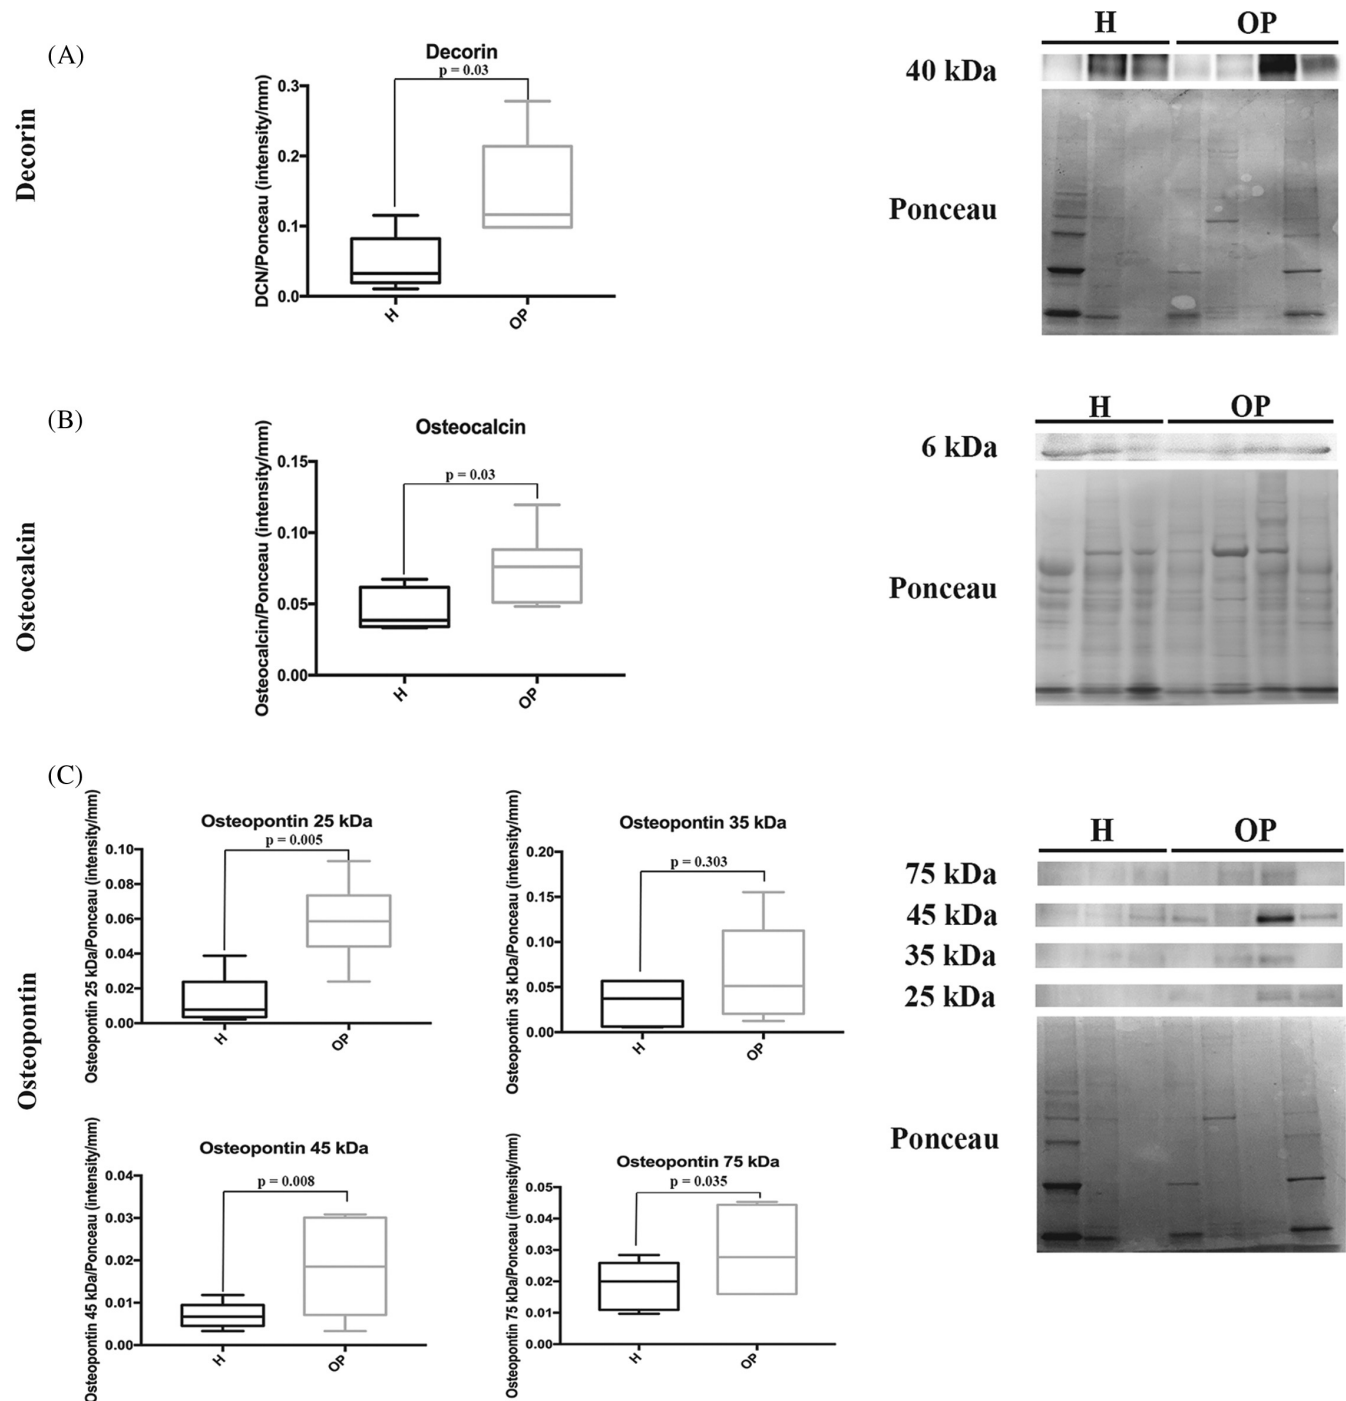 (A)
Decorin
Decorin
p = 0.03
DCN/Ponceau (intensity/mm)
0.3
0.2
0.1
0.0
H
OP
H OP
40 kDa
Ponceau
(B)
Osteocalcin
Osteocalcin
p = 0.03
Osteocalcin/Ponceau (intensity/mm)
0.15
0.10
0.05
0.00
H
OP
H OP
6 kDa
Ponceau
(C)
Osteopontin
Osteopontin 25 kDa
p = 0.005
Osteopontin 25 kDa/Ponceau (intensity/mm)
0.10
0.08
0.06
0.04
0.02
0.00
H
OP
Osteopontin 35 kDa
p = 0.303
Osteopontin 35 kDa/Ponceau (intensity/mm)
0.20
0.15
0.10
0.05
0.00
H
OP
Osteopontin 45 kDa
p = 0.008
Osteopontin 45 kDa/Ponceau (intensity/mm)
0.04
0.03
0.02
0.01
0.00
H
OP
Osteopontin 75 kDa
p = 0.035
Osteopontin 75 kDa/Ponceau (intensity/mm)
0.05
0.04
0.03
0.02
0.01
0.00
H
OP
H OP
75 kDa
45 kDa
35 kDa
25 kDa
Ponceau